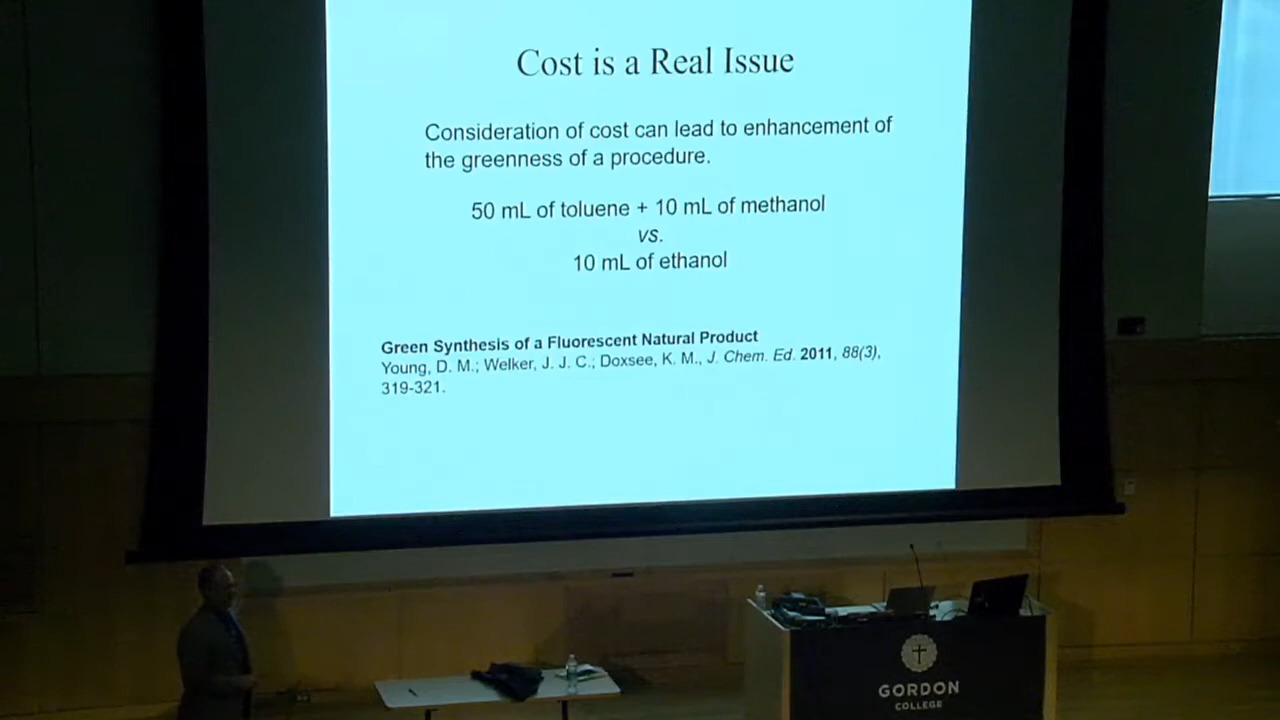 Cost is a Real Issue
Consideration of cost can lead to enhancement of
the greenness of a procedure.
50 mL of toluene + 10 mL of methanol
vs.
10 mL of ethanol
Green Synthesis of a Fluorescent Natural Product
Young, D. M.; Welker, J. J. C.; Doxsee, K. M., J. Chem. Ed. 2011, 88(3),
319-321.
GORDON
COLLEGE